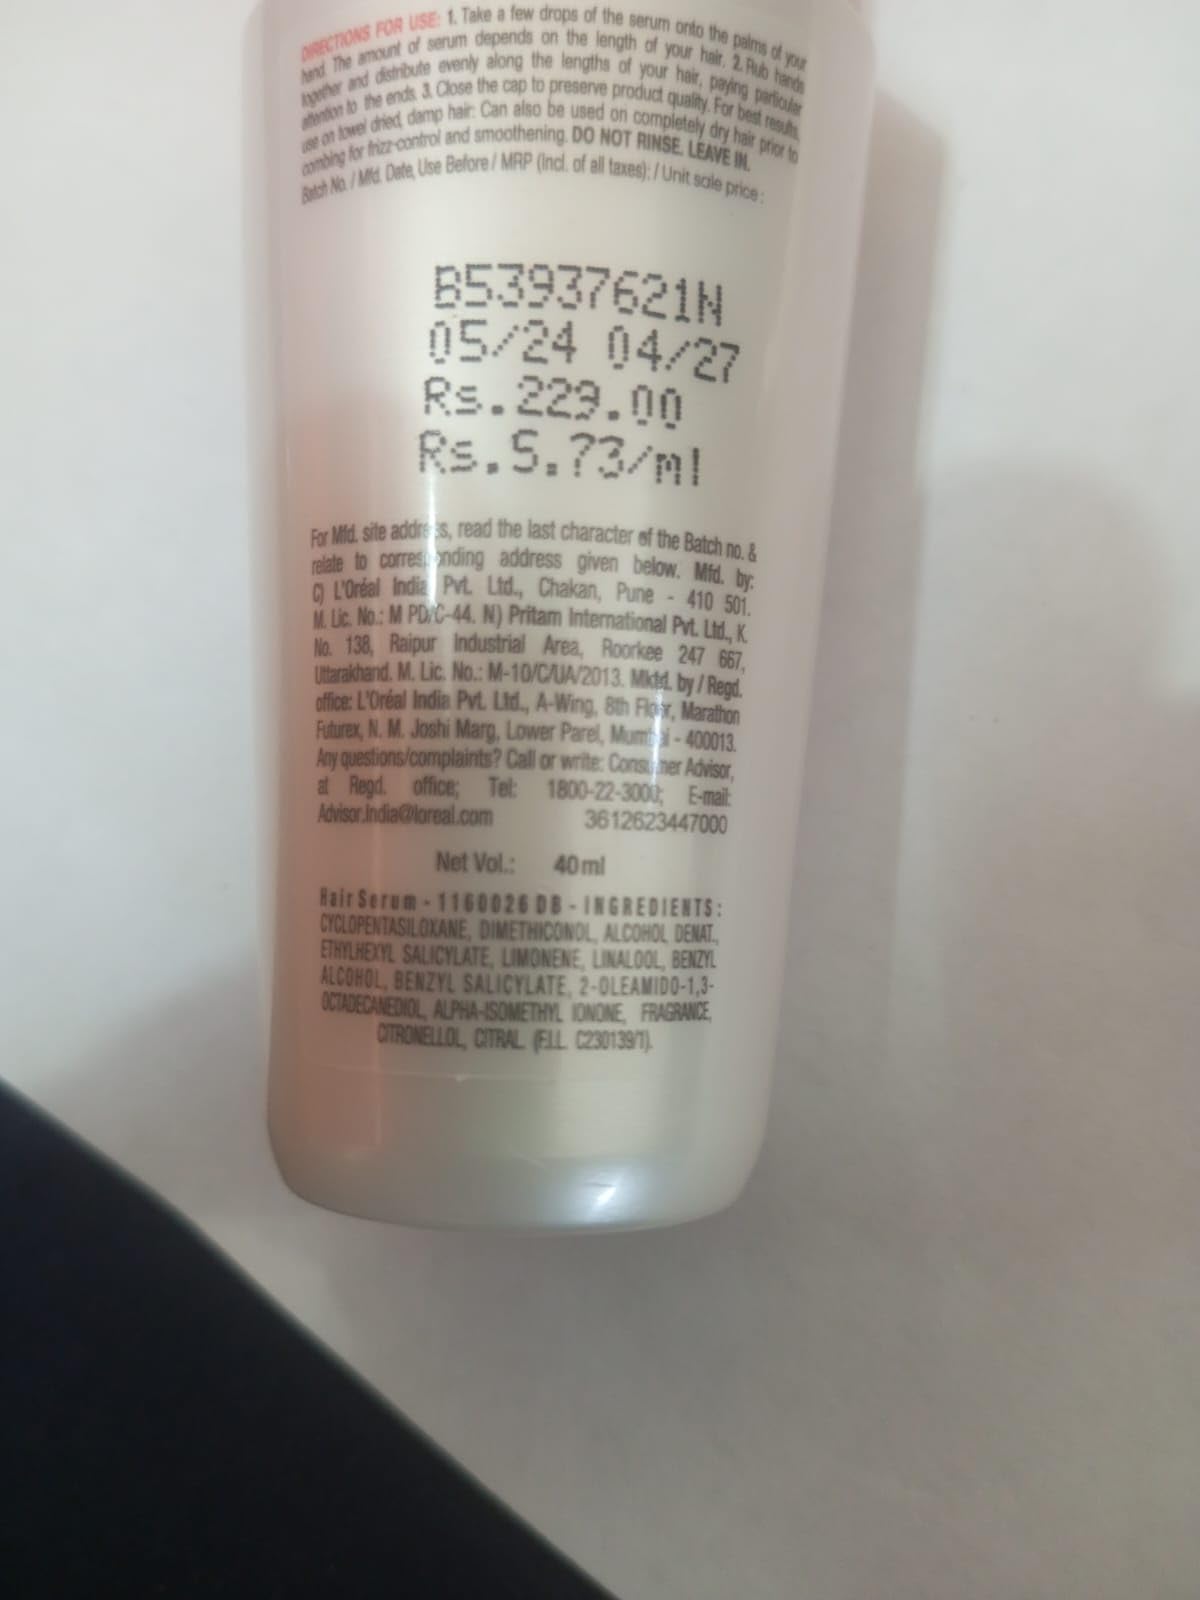 DIRECTIONS FOR USE: 1. Take a few drops of the serum onto the palms of your
hand. The amount of serum depends on the length of your hair. 2. Rub hands
together and distribute evenly along the lengths of your hair, paying particular
attention to the ends. 3. Close the cap to preserve product quality. For best results,
use on towel dried, damp hair: Can also be used on completely dry hair prior to
combing for frizz-control and smoothening. DO NOT RINSE. LEAVE IN.
Batch No. / Mfd. Date, Use Before / MRP (Incl. of all taxes): / Unit sale price :
B53937621N
05/24 04/27
Rs.229.00
Rs.5.73/ml
For Mfd. site address, read the last character of the Batch no. &
relate to corresponding address given below. Mfd. by:
C) L'Oréal India Pvt. Ltd., Chakan, Pune - 410 501.
M. Lic. No.: M PD/C-44. N) Pritam International Pvt. Ltd., K.
No. 138, Raipur Industrial Area, Roorkee 247 667,
Uttarakhand. M. Lic. No.: M-10/C/UA/2013. Mktd. by / Regd.
office: L'Oréal India Pvt. Ltd., A-Wing, 8th Floor, Marathon
Futurex, N. M. Joshi Marg, Lower Parel, Mumbai - 400013.
Any questions/complaints? Call or write: Consumer Advisor,
at Regd. office; Tel: 1800-22-3000; E-mail:
Advisor.India@loreal.com 3612623447000
Net Vol.: 40 ml
Hair Serum - 1160026 DB - INGREDIENTS:
CYCLOPENTASILOXANE, DIMETHICONOL, ALCOHOL DENAT.,
ETHYLHEXYL SALICYLATE, LIMONENE, LINALOOL, BENZYL
ALCOHOL, BENZYL SALICYLATE, 2-OLEAMIDO-1,3-
OCTADECANEDIOL, ALPHA-ISOMETHYL IONONE, FRAGRANCE,
CITRONELLOL, CITRAL. (F.I.L. C230139/1).